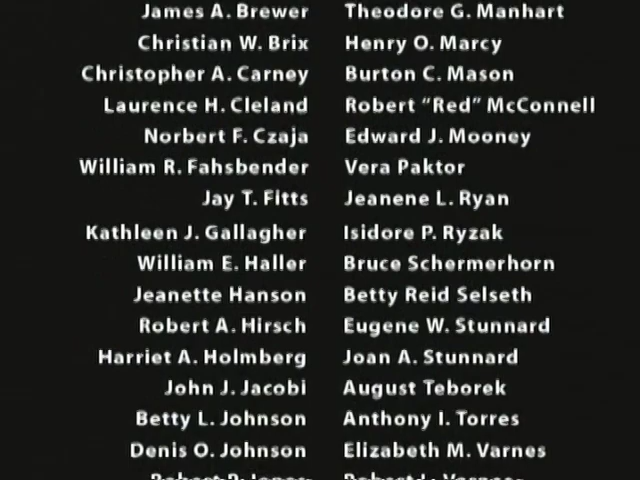 James A. Brewer Theodore G. Manhart
Christian W. Brix Henry O. Marcy
Christopher A. Carney Burton C. Mason
Laurence H. Cleland Robert “Red” McConnell
Norbert F. Czaja Edward J. Mooney
William R. Fahsbender Vera Paktor
Jay T. Fitts Jeanene L. Ryan
Kathleen J. Gallagher Isidore P. Ryzak
William E. Haller Bruce Schermerhorn
Jeanette Hanson Betty Reid Selseth
Robert A. Hirsch Eugene W. Stunnard
Harriet A. Holmberg Joan A. Stunnard
John J. Jacobi August Teborek
Betty L. Johnson Anthony I. Torres
Denis O. Johnson Elizabeth M. Varnes